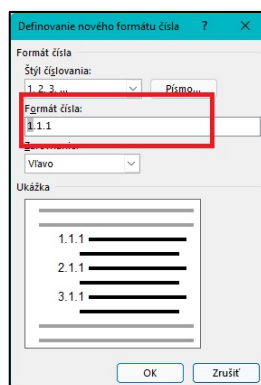 Definovanie nového formátu čísla ? ×
Formát čísla
Štýl číslovania:
1, 2, 3, ... Písmo...
Formát čísla:
1.1.1
Zarovnanie:
Vľavo
Ukážka
1.1.1
2.1.1
3.1.1
OK Zrušiť